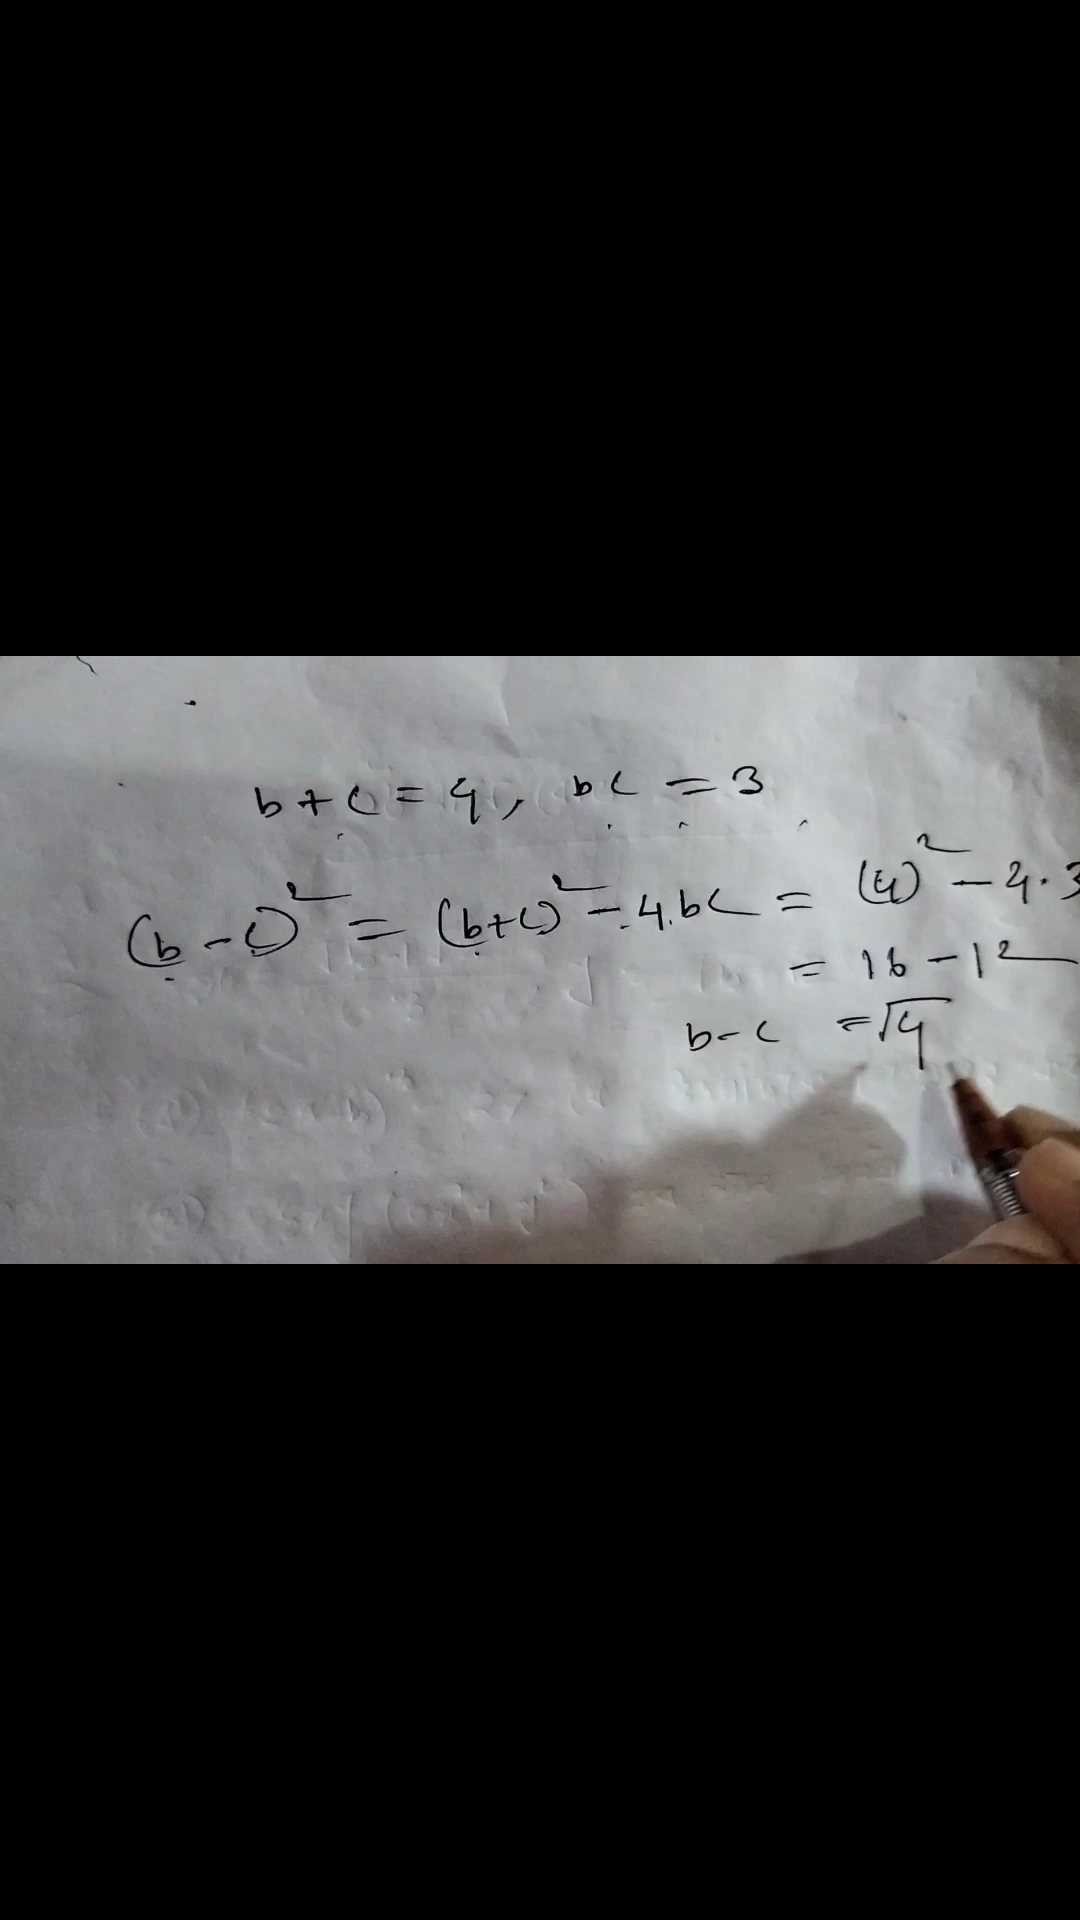 b+c = 4, bc = 3
(b-c)² = (b+c)² - 4.bc = (4)² - 4.3
= 16-12
b-c = √4